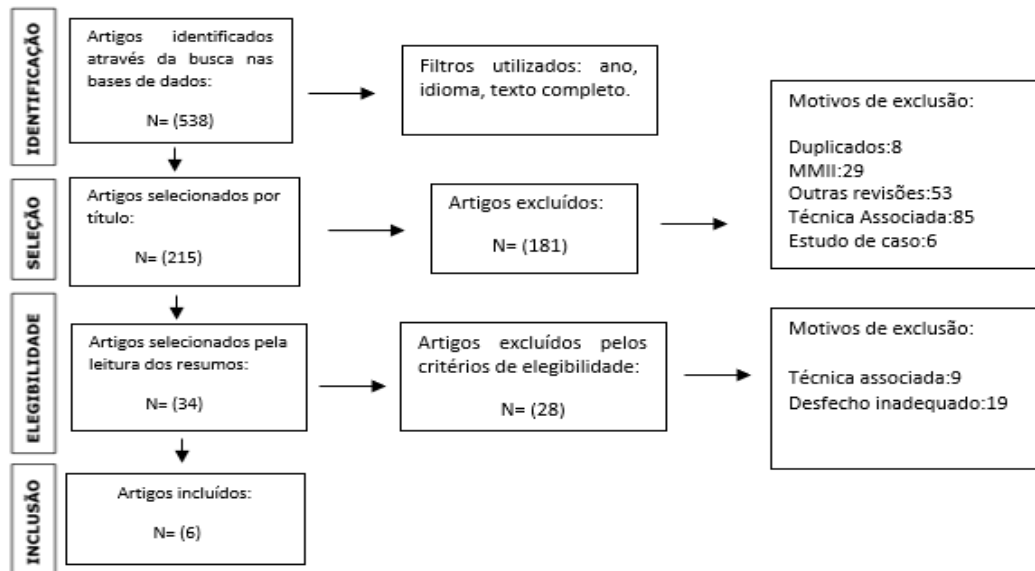 IDENTIFICAÇÃO
Artigos identificados
através da busca nas
bases de dados:
N= (538)
Filtros utilizados: ano,
idioma, texto completo.
Motivos de exclusão:
Duplicados:8
MMII:29
Outras revisões:53
Técnica Associada:85
Estudo de caso:6
SELEÇÃO
Artigos selecionados por
título:
N= (215)
Artigos excluídos:
N= (181)
ELEGIBILIDADE
Artigos selecionados pela
leitura dos resumos:
N= (34)
Artigos excluídos pelos
critérios de elegibilidade:
N= (28)
Motivos de exclusão:
Técnica associada:9
Desfecho inadequado:19
INCLUSÃO
Artigos incluídos:
N= (6)